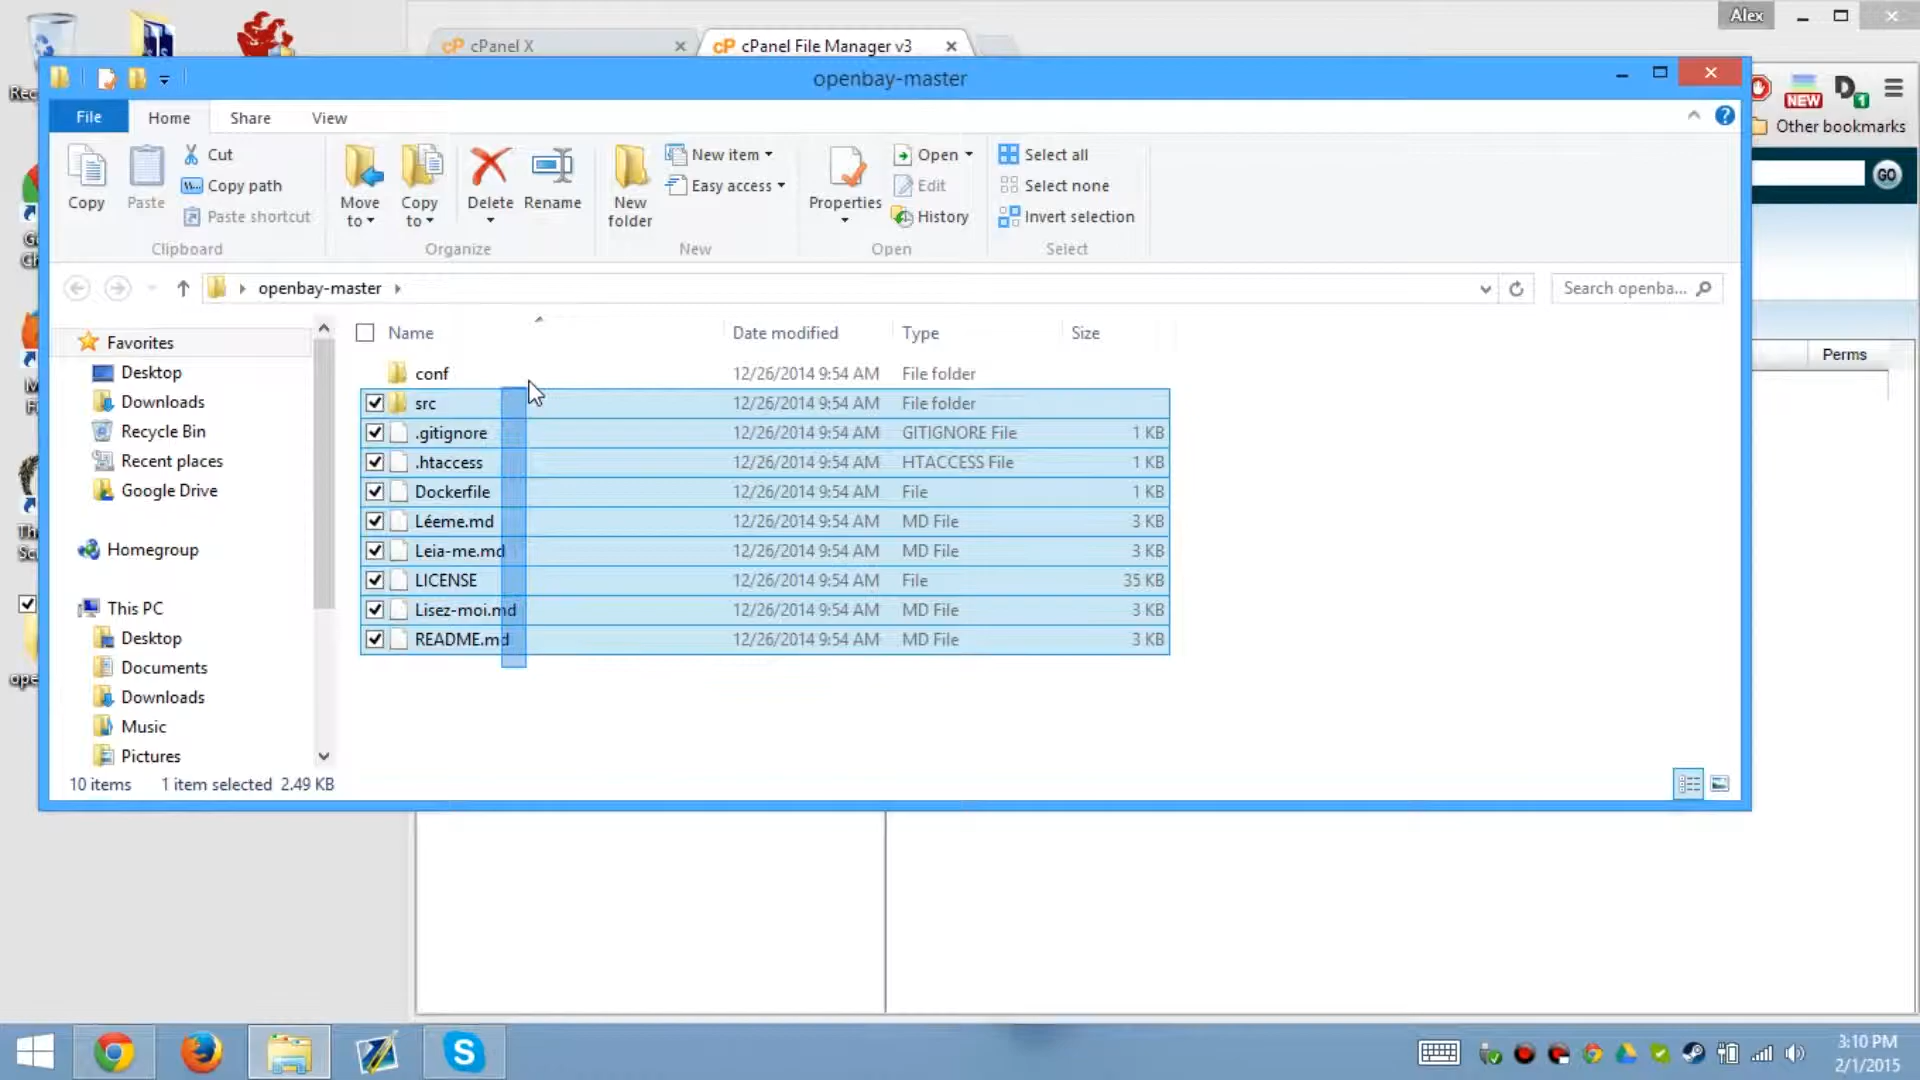 Alex
cPanel X
cPanel File Manager v3
openbay-master
NEW
Other bookmarks
File
Home
Share
View
Copy
Paste
Cut
Copy path
Paste shortcut
Clipboard
Move to
Copy to
Delete
Rename
Organize
New folder
New item
Easy access
New
Properties
Open
Edit
History
Open
Select all
Select none
Invert selection
Select
GO
openbay-master
Search openba...
Name
Date modified
Type
Size
Perms
Favorites
Desktop
Downloads
Recycle Bin
Recent places
Google Drive
Homegroup
This PC
Desktop
Documents
Downloads
Music
Pictures
conf 12/26/2014 9:54 AM File folder
src 12/26/2014 9:54 AM File folder
.gitignore 12/26/2014 9:54 AM GITIGNORE File 1 KB
.htaccess 12/26/2014 9:54 AM HTACCESS File 1 KB
Dockerfile 12/26/2014 9:54 AM File 1 KB
Léeme.md 12/26/2014 9:54 AM MD File 3 KB
Leia-me.md 12/26/2014 9:54 AM MD File 3 KB
LICENSE 12/26/2014 9:54 AM File 35 KB
Lisez-moi.md 12/26/2014 9:54 AM MD File 3 KB
README.md 12/26/2014 9:54 AM MD File 3 KB
10 items 1 item selected 2.49 KB
3:10 PM
2/1/2015